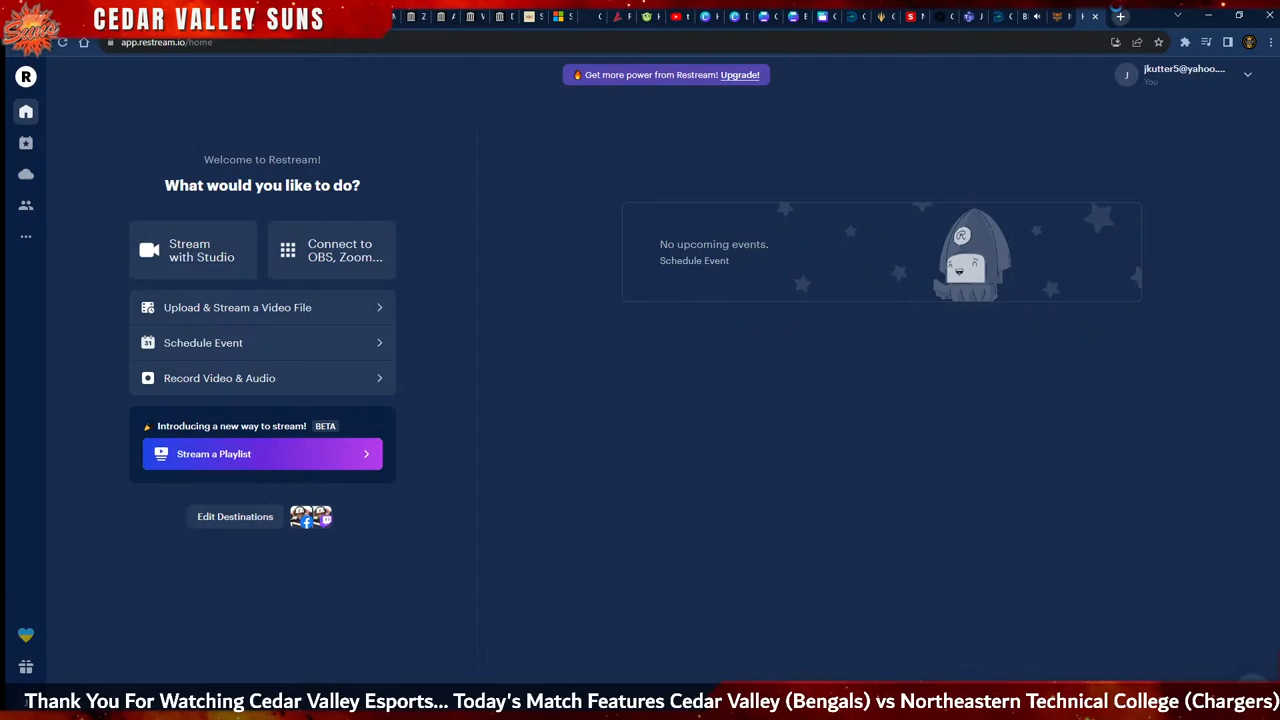 CEDAR VALLEY SUNS
Suns
app.restream.io/home
Get more power from Restream! Upgrade!
J
jkutter5@yahoo....
You
R
Welcome to Restream!
What would you like to do?
Stream
with Studio
Connect to
OBS, Zoom...
No upcoming events.
Schedule Event
Upload & Stream a Video File
31
Schedule Event
Record Video & Audio
Introducing a new way to stream! BETA
Stream a Playlist
Edit Destinations
Thank You For Watching Cedar Valley Esports... Today's Match Features Cedar Valley (Bengals) vs Northeastern Technical College (Chargers)